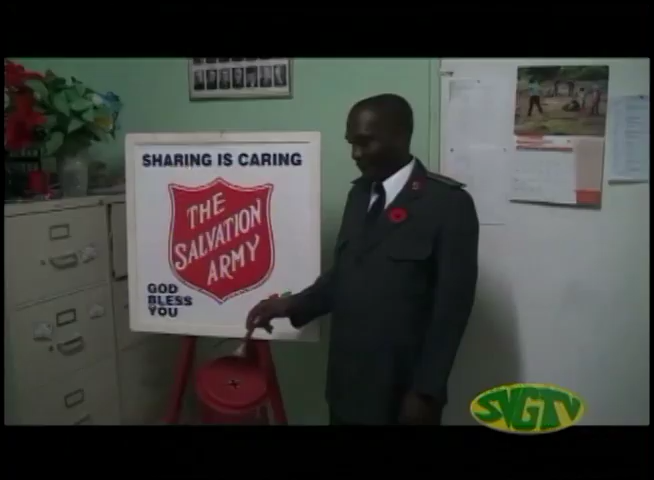 SHARING IS CARING
THE
SALVATION
ARMY
GOD
BLESS
YOU
SVGTV